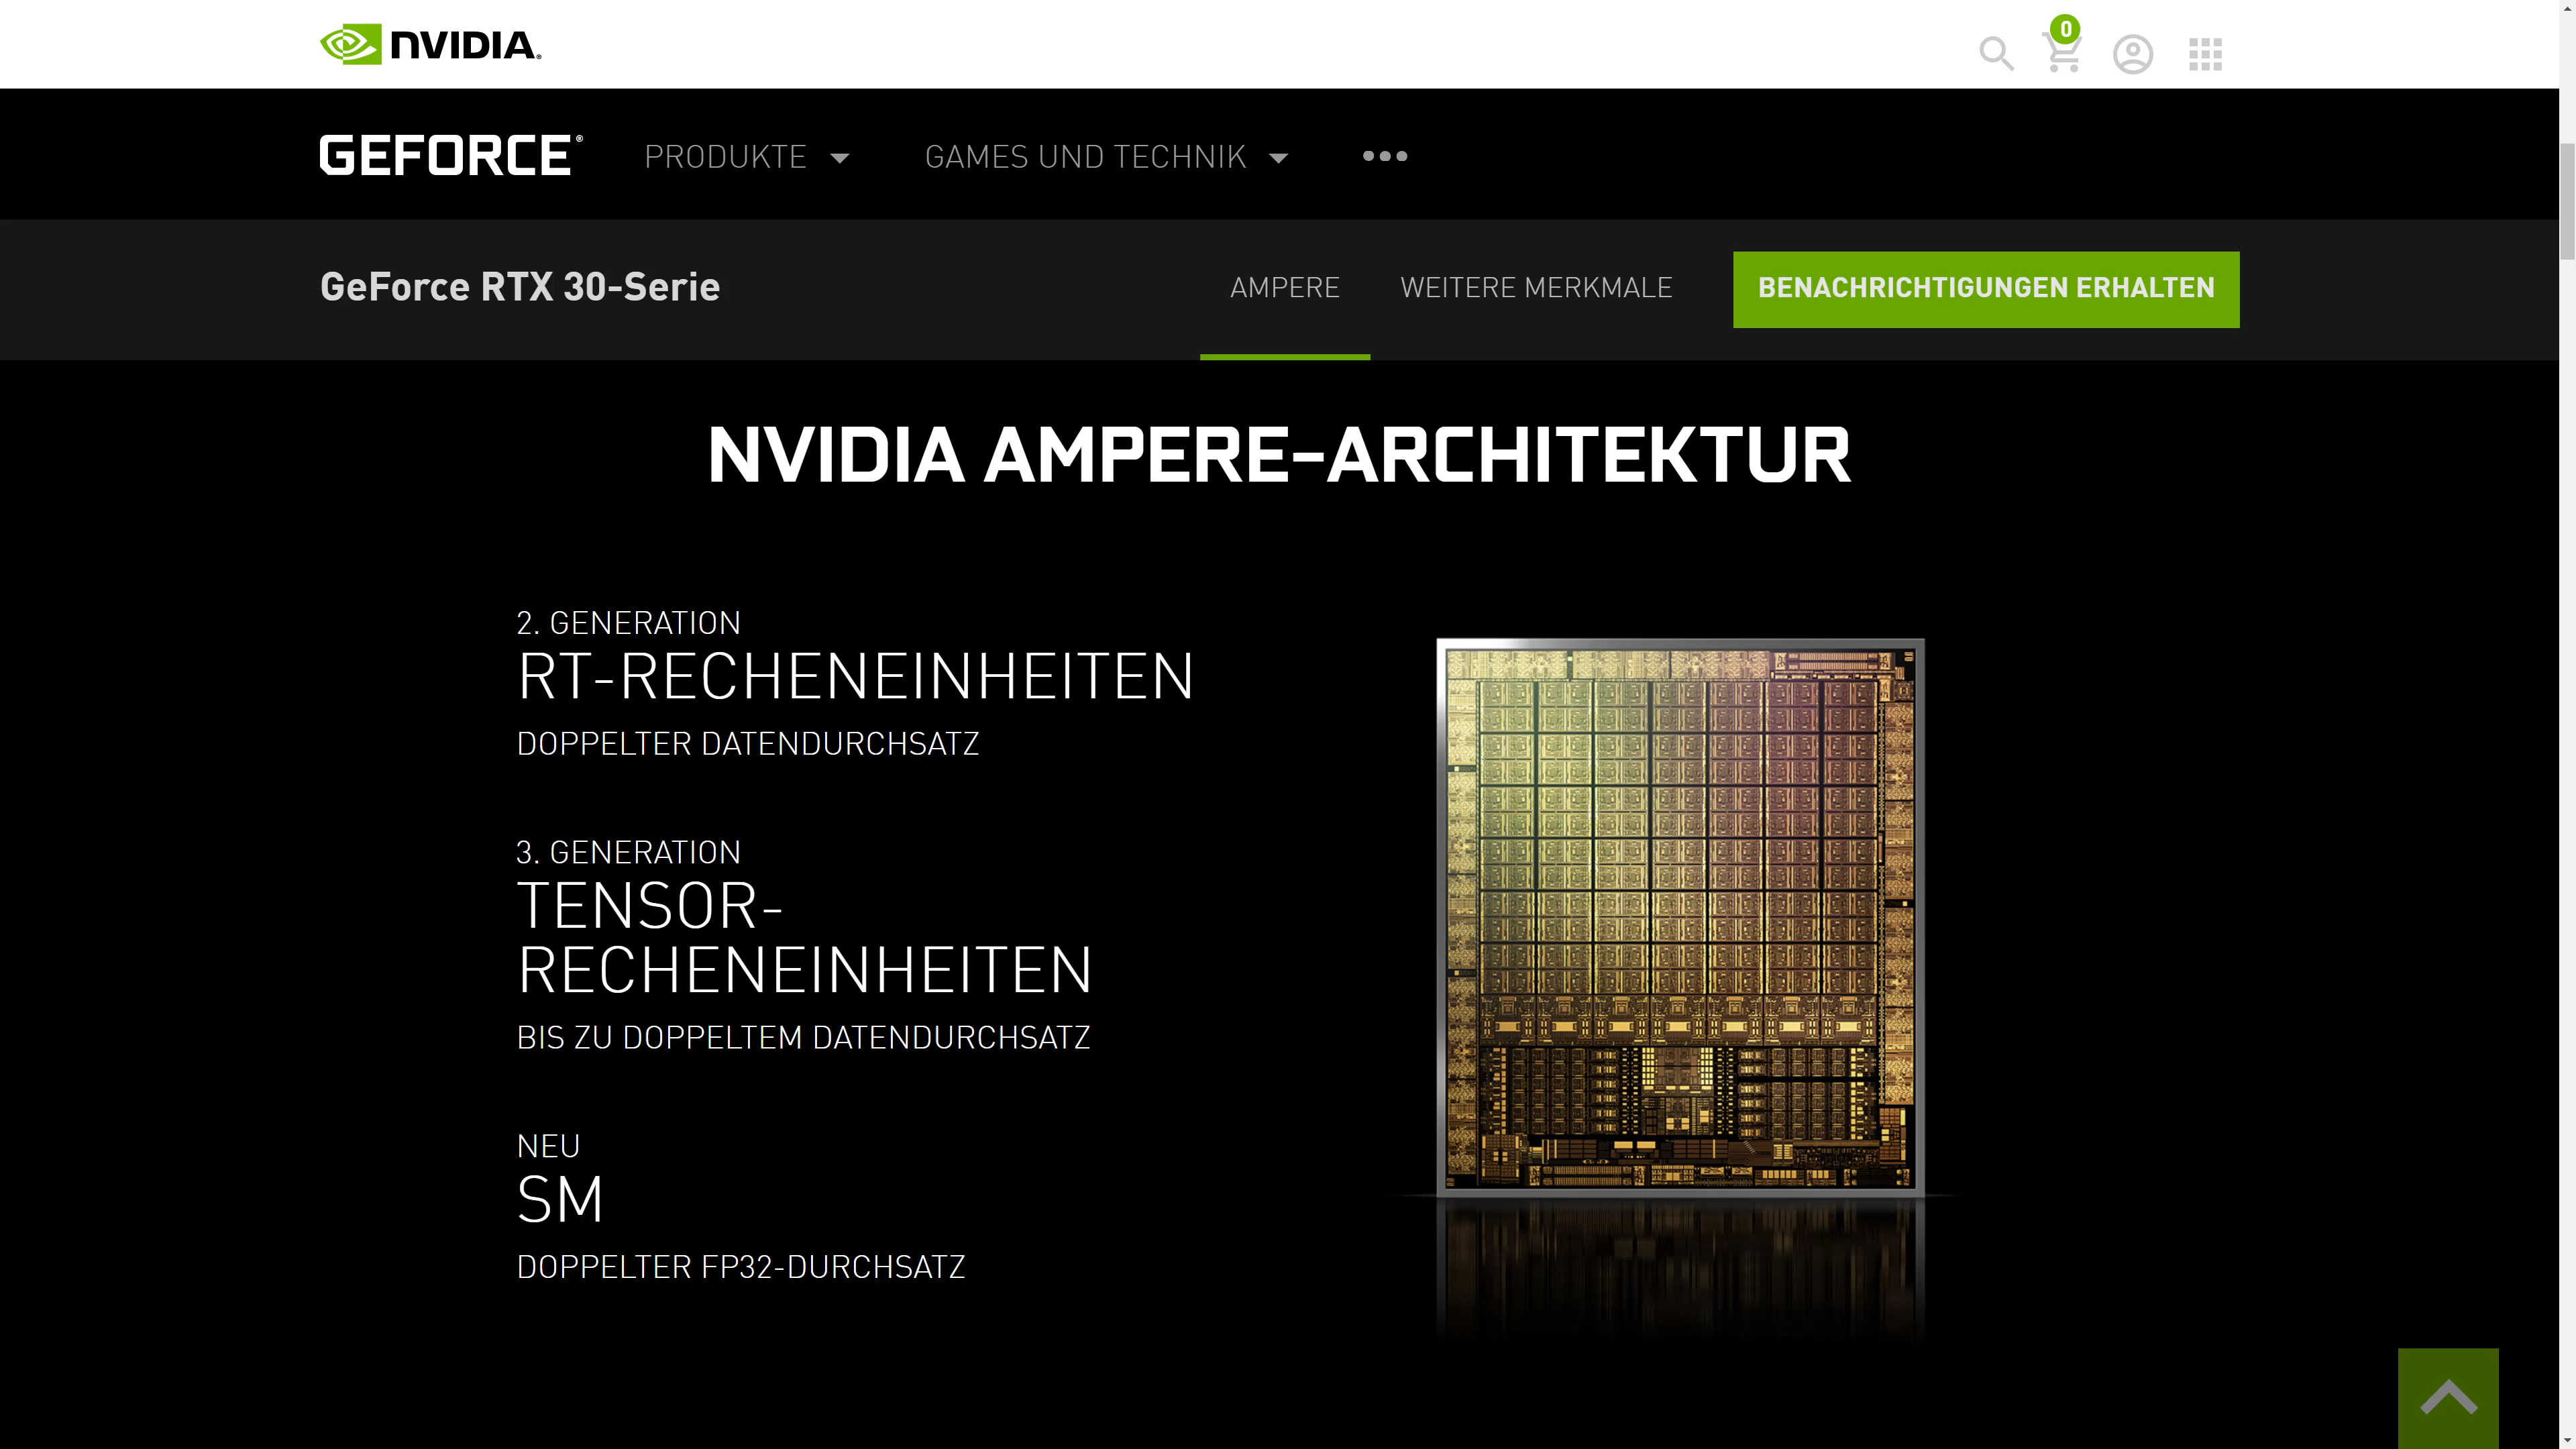 NVIDIA®
0
GEFORCE®
PRODUKTE
GAMES UND TECHNIK
GeForce RTX 30-Serie
AMPERE
WEITERE MERKMALE
BENACHRICHTIGUNGEN ERHALTEN
NVIDIA AMPERE-ARCHITEKTUR
2. GENERATION
RT-RECHENEINHEITEN
DOPPELTER DATENDURCHSATZ
3. GENERATION
TENSOR-
RECHENEINHEITEN
BIS ZU DOPPELTEM DATENDURCHSATZ
NEU
SM
DOPPELTER FP32-DURCHSATZ